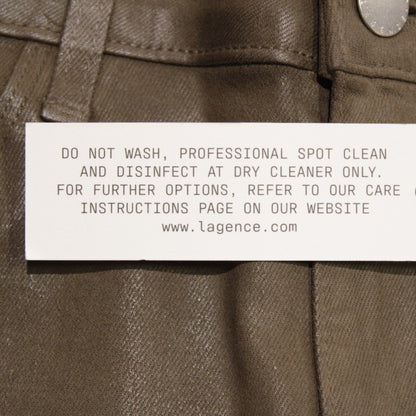 DO NOT WASH, PROFESSIONAL SPOT CLEAN
AND DISINFECT AT DRY CLEANER ONLY.
FOR FURTHER OPTIONS, REFER TO OUR CARE
INSTRUCTIONS PAGE ON OUR WEBSITE
www.lagence.com